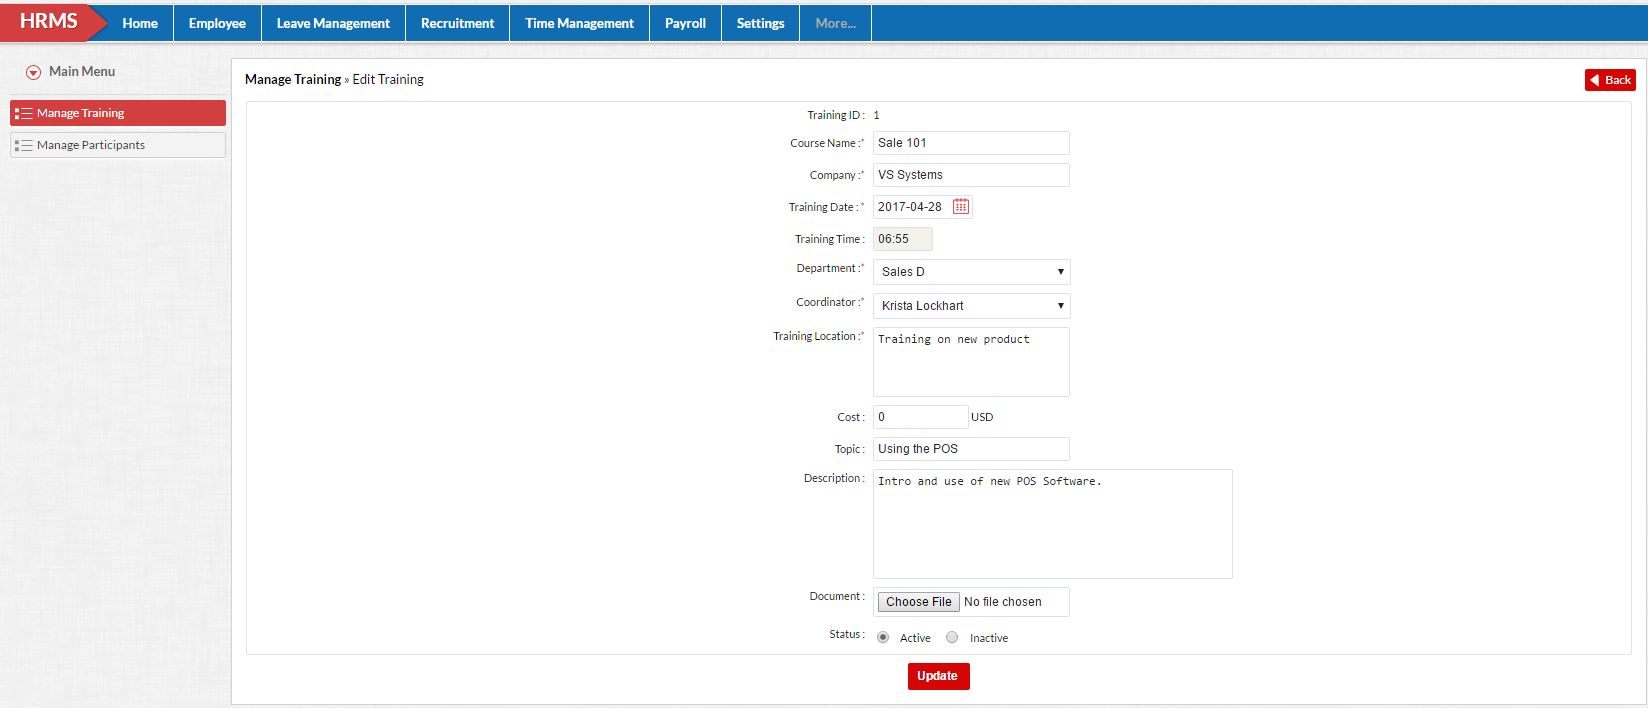 HRMS Home Employee Leave Management Recruitment Time Management Payroll Settings More...
Main Menu
Manage Training
Manage Participants
Manage Training » Edit Training
Back
Training ID : 1
Course Name :* Sale 101
Company :* VS Systems
Training Date :* 2017-04-28
Training Time : 06:55
Department :* Sales D
Coordinator :* Krista Lockhart
Training Location :* Training on new product
Cost : 0 USD
Topic : Using the POS
Description : Intro and use of new POS Software.
Document : Choose File No file chosen
Status : Active Inactive
Update